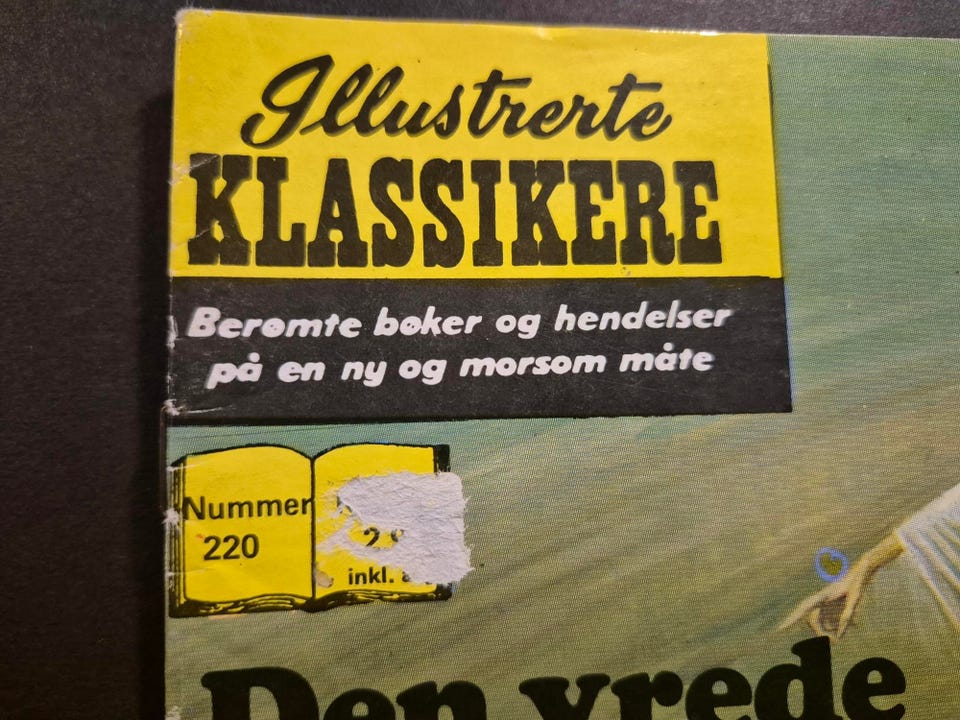 Illustrerte
KLASSIKERE
Berømte bøker og hendelser
på en ny og morsom måte
Nummer
220
inkl.
Den vrede